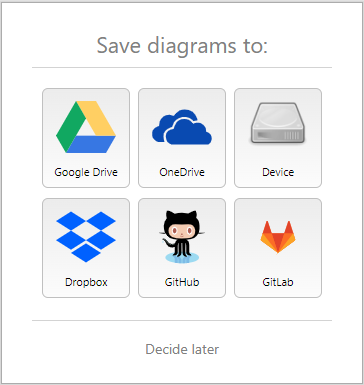 Save diagrams to:
Google Drive OneDrive Device
Dropbox GitHub GitLab
Decide later